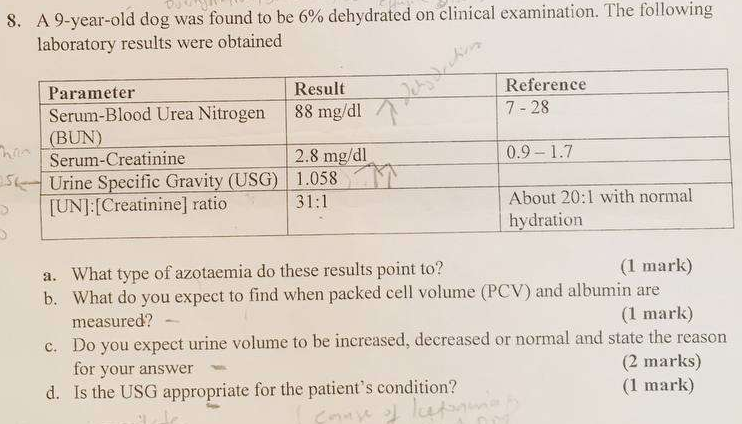 8. A 9-year-old dog was found to be 6% dehydrated on clinical examination. The following
laboratory results were obtained
Parameter Result Reference
Serum-Blood Urea Nitrogen 88 mg/dl 7 - 28
(BUN)
Serum-Creatinine 2.8 mg/dl 0.9 – 1.7
Urine Specific Gravity (USG) 1.058
[UN]:[Creatinine] ratio 31:1 About 20:1 with normal
hydration
a. What type of azotaemia do these results point to? (1 mark)
b. What do you expect to find when packed cell volume (PCV) and albumin are
measured? (1 mark)
c. Do you expect urine volume to be increased, decreased or normal and state the reason
for your answer (2 marks)
d. Is the USG appropriate for the patient's condition? (1 mark)